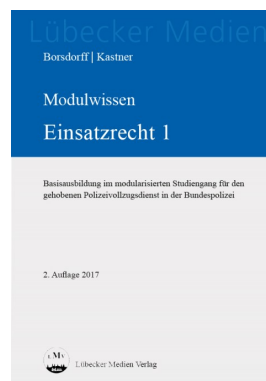 Lübecker Medien
Borsdorff | Kastner
Modulwissen
Einsatzrecht 1
Basisausbildung im modularisierten Studiengang für den
gehobenen Polizeivollzugsdienst in der Bundespolizei
2. Auflage 2017
LMV
Lübecker Medien Verlag